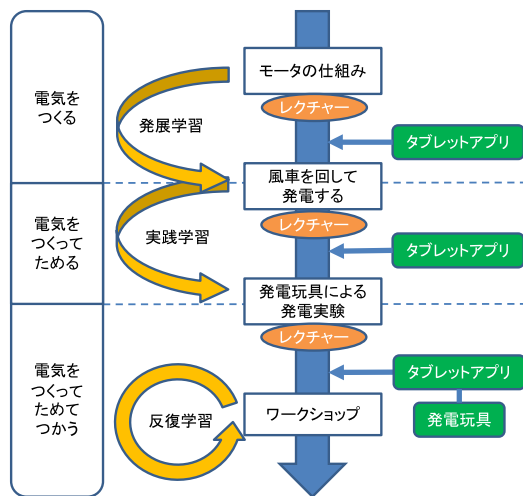 電気を
つくる
電気を
つくって
ためる
電気を
つくって
ためて
つかう
モータの仕組み
レクチャー
発展学習
タブレットアプリ
風車を回して
発電する
レクチャー
実践学習
タブレットアプリ
発電玩具による
発電実験
レクチャー
タブレットアプリ
反復学習
ワークショップ
発電玩具